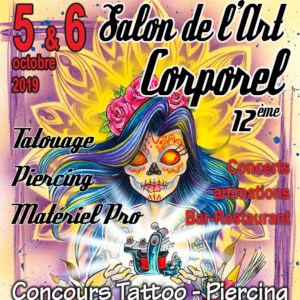 5 & 6
octobre
2019
Salon de l'Art
Corporel
12ème
Tatouage
Piercing
Matériel Pro
Concerts
animations
Bar-Restaurant
Concours Tattoo - Piercing